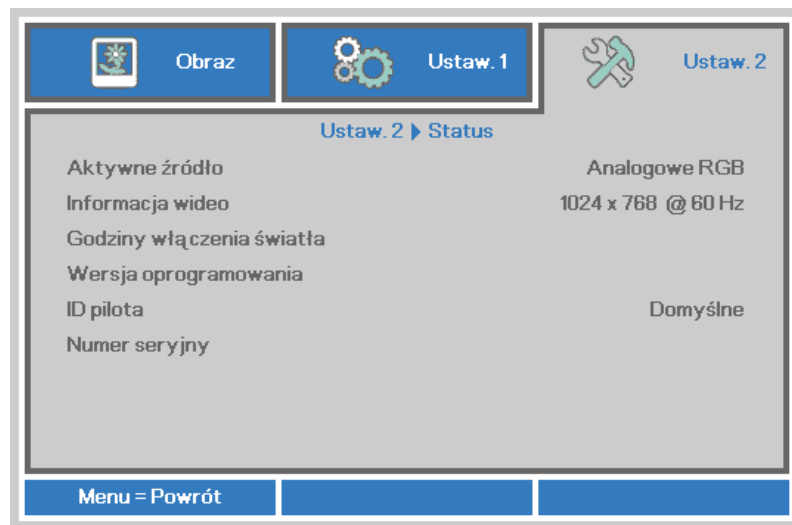 Obraz
Ustaw. 1
Ustaw. 2
Ustaw. 2 Status
Aktywne źródło Analogowe RGB
Informacja wideo 1024 x 768 @ 60 Hz
Godziny włączenia światła
Wersja oprogramowania
ID pilota Domyślne
Numer seryjny
Menu = Powrót